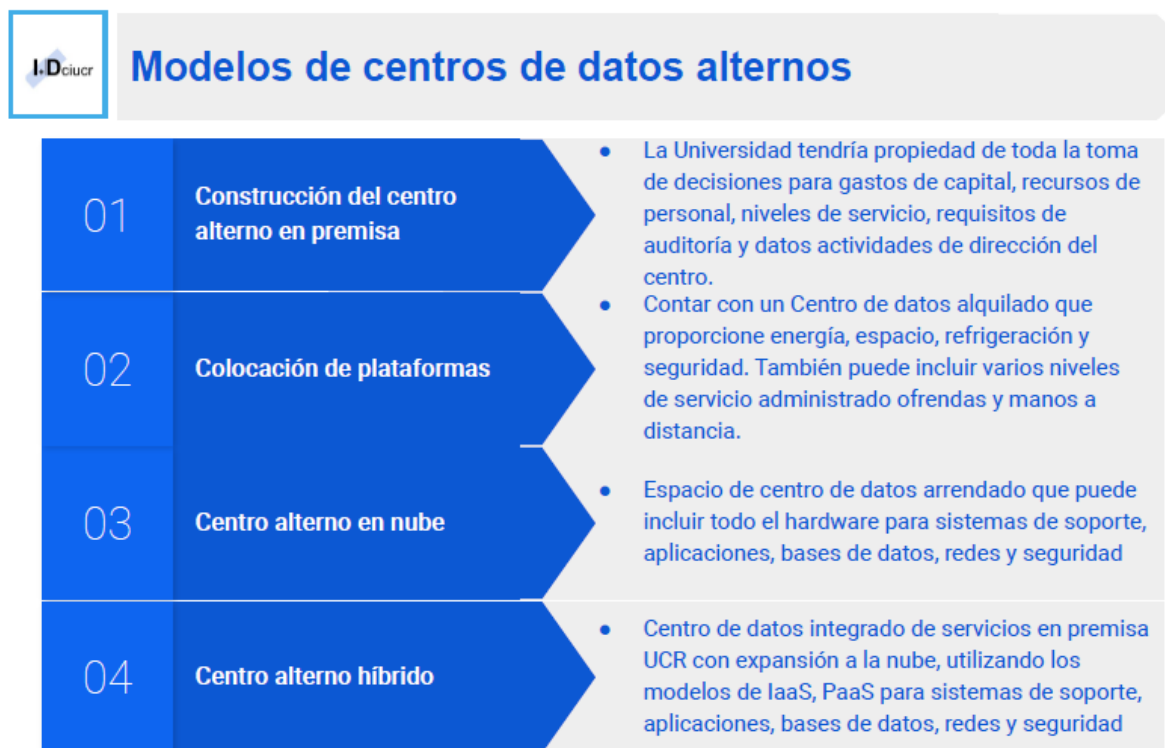 I+Dciucr
Modelos de centros de datos alternos
01
Construcción del centro
alterno en premisa
● La Universidad tendría propiedad de toda la toma
de decisiones para gastos de capital, recursos de
personal, niveles de servicio, requisitos de
auditoría y datos actividades de dirección del
centro.
02
Colocación de plataformas
● Contar con un Centro de datos alquilado que
proporcione energía, espacio, refrigeración y
seguridad. También puede incluir varios niveles
de servicio administrado ofrendas y manos a
distancia.
03
Centro alterno en nube
● Espacio de centro de datos arrendado que puede
incluir todo el hardware para sistemas de soporte,
aplicaciones, bases de datos, redes y seguridad
04
Centro alterno híbrido
● Centro de datos integrado de servicios en premisa
UCR con expansión a la nube, utilizando los
modelos de IaaS, PaaS para sistemas de soporte,
aplicaciones, bases de datos, redes y seguridad